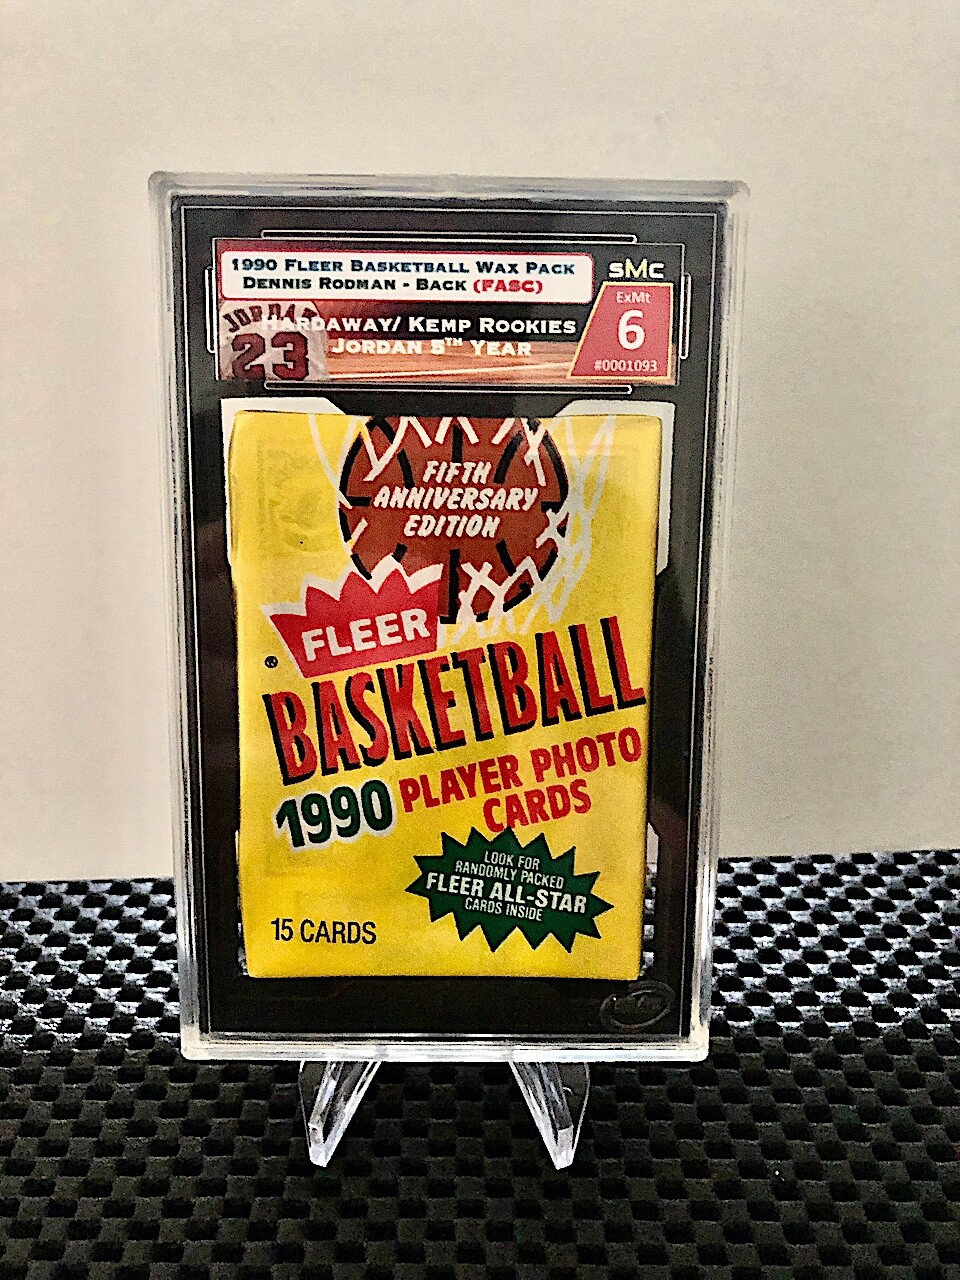 1990 FLEER BASKETBALL WAX PACK
DENNIS RODMAN - BACK (FASC)
sMc
ExMt
6
#0001093
JORDAN
23
HARDAWAY/ KEMP ROOKIES
JORDAN 5TH YEAR
FIFTH
ANNIVERSARY
EDITION
FLEER
®
BASKETBALL
1990 PLAYER PHOTO
CARDS
LOOK FOR
RANDOMLY PACKED
FLEER ALL-STAR
CARDS INSIDE
15 CARDS